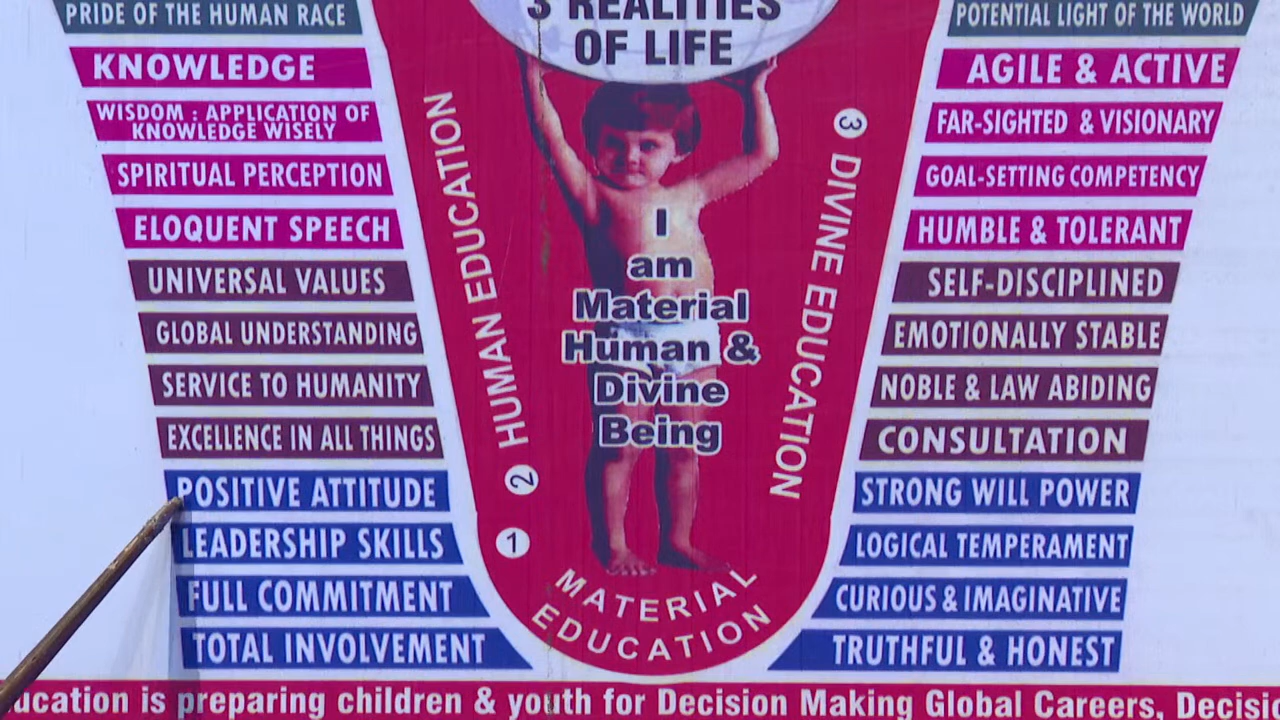 PRIDE OF THE HUMAN RACE
KNOWLEDGE
WISDOM : APPLICATION OF
KNOWLEDGE WISELY
SPIRITUAL PERCEPTION
ELOQUENT SPEECH
UNIVERSAL VALUES
GLOBAL UNDERSTANDING
SERVICE TO HUMANITY
EXCELLENCE IN ALL THINGS
POSITIVE ATTITUDE
LEADERSHIP SKILLS
FULL COMMITMENT
TOTAL INVOLVEMENT
3 REALITIES
OF LIFE
I
am
Material
Human &
Divine
Being
1
MATERIAL
EDUCATION
2 HUMAN EDUCATION
3 DIVINE EDUCATION
POTENTIAL LIGHT OF THE WORLD
AGILE & ACTIVE
FAR-SIGHTED & VISIONARY
GOAL-SETTING COMPETENCY
HUMBLE & TOLERANT
SELF-DISCIPLINED
EMOTIONALLY STABLE
NOBLE & LAW ABIDING
CONSULTATION
STRONG WILL POWER
LOGICAL TEMPERAMENT
CURIOUS & IMAGINATIVE
TRUTHFUL & HONEST
ucation is preparing children & youth for Decision Making Global Careers. Decisio